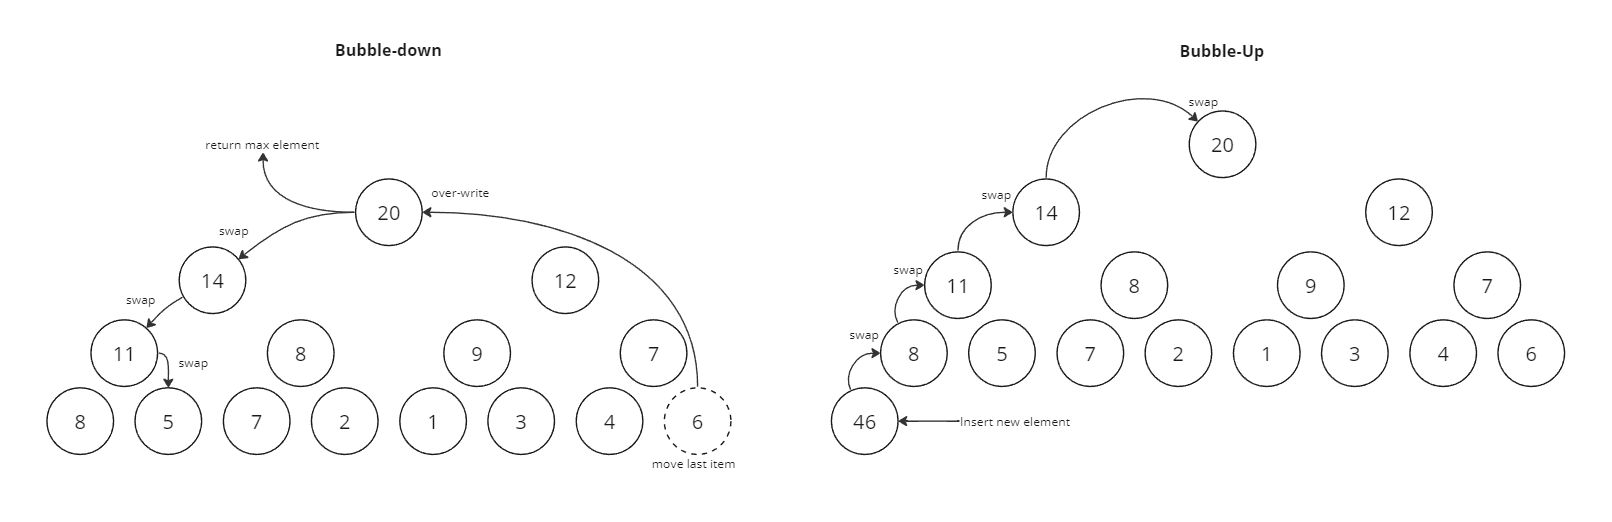 Bubble-down
return max element
20
over-write
swap
14
12
swap
11
8
9
7
swap
8
5
7
2
1
3
4
6
move last item
Bubble-Up
swap
20
swap
14
12
swap
11
8
9
7
swap
8
5
7
2
1
3
4
6
46
Insert new element